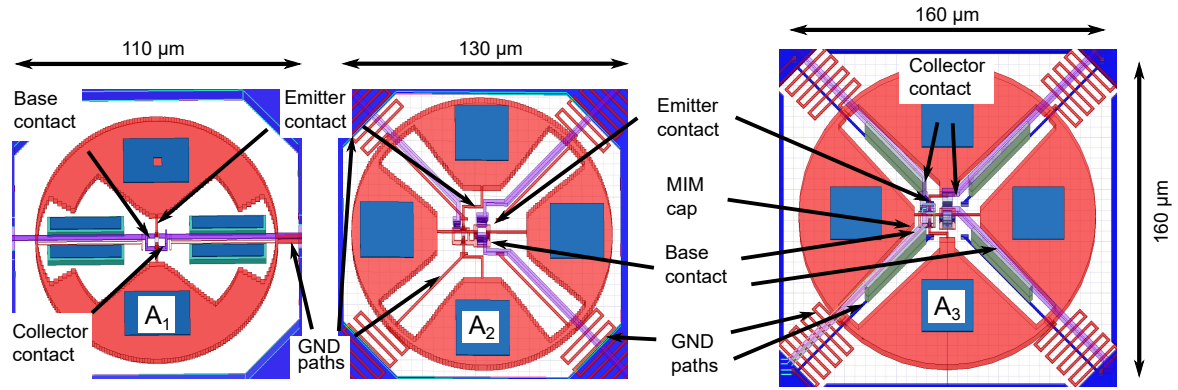 110 µm
130 µm
160 µm
Base
contact
Emitter
contact
Collector
contact
Emitter
contact
MIM
cap
Base
contact
160 µm
A1
A2
A3
Collector
contact
GND
paths
GND
paths